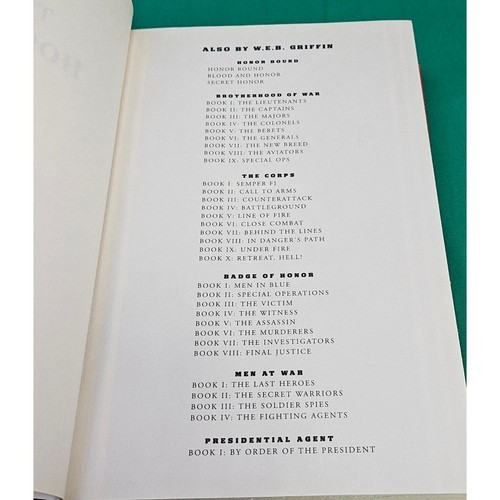 ALSO BY W.E.B. GRIFFIN
HONOR BOUND
HONOR BOUND
BLOOD AND HONOR
SECRET HONOR
BROTHERHOOD OF WAR
BOOK I: THE LIEUTENANTS
BOOK II: THE CAPTAINS
BOOK III: THE MAJORS
BOOK IV: THE COLONELS
BOOK V: THE BERETS
BOOK VI: THE GENERALS
BOOK VII: THE NEW BREED
BOOK VIII: THE AVIATORS
BOOK IX: SPECIAL OPS
THE CORPS
BOOK I: SEMPER FI
BOOK II: CALL TO ARMS
BOOK III: COUNTERATTACK
BOOK IV: BATTLEGROUND
BOOK V: LINE OF FIRE
BOOK VI: CLOSE COMBAT
BOOK VII: BEHIND THE LINES
BOOK VIII: IN DANGER'S PATH
BOOK IX: UNDER FIRE
BOOK X: RETREAT, HELL!
BADGE OF HONOR
BOOK I: MEN IN BLUE
BOOK II: SPECIAL OPERATIONS
BOOK III: THE VICTIM
BOOK IV: THE WITNESS
BOOK V: THE ASSASSIN
BOOK VI: THE MURDERERS
BOOK VII: THE INVESTIGATORS
BOOK VIII: FINAL JUSTICE
MEN AT WAR
BOOK I: THE LAST HEROES
BOOK II: THE SECRET WARRIORS
BOOK III: THE SOLDIER SPIES
BOOK IV: THE FIGHTING AGENTS
PRESIDENTIAL AGENT
BOOK I: BY ORDER OF THE PRESIDENT